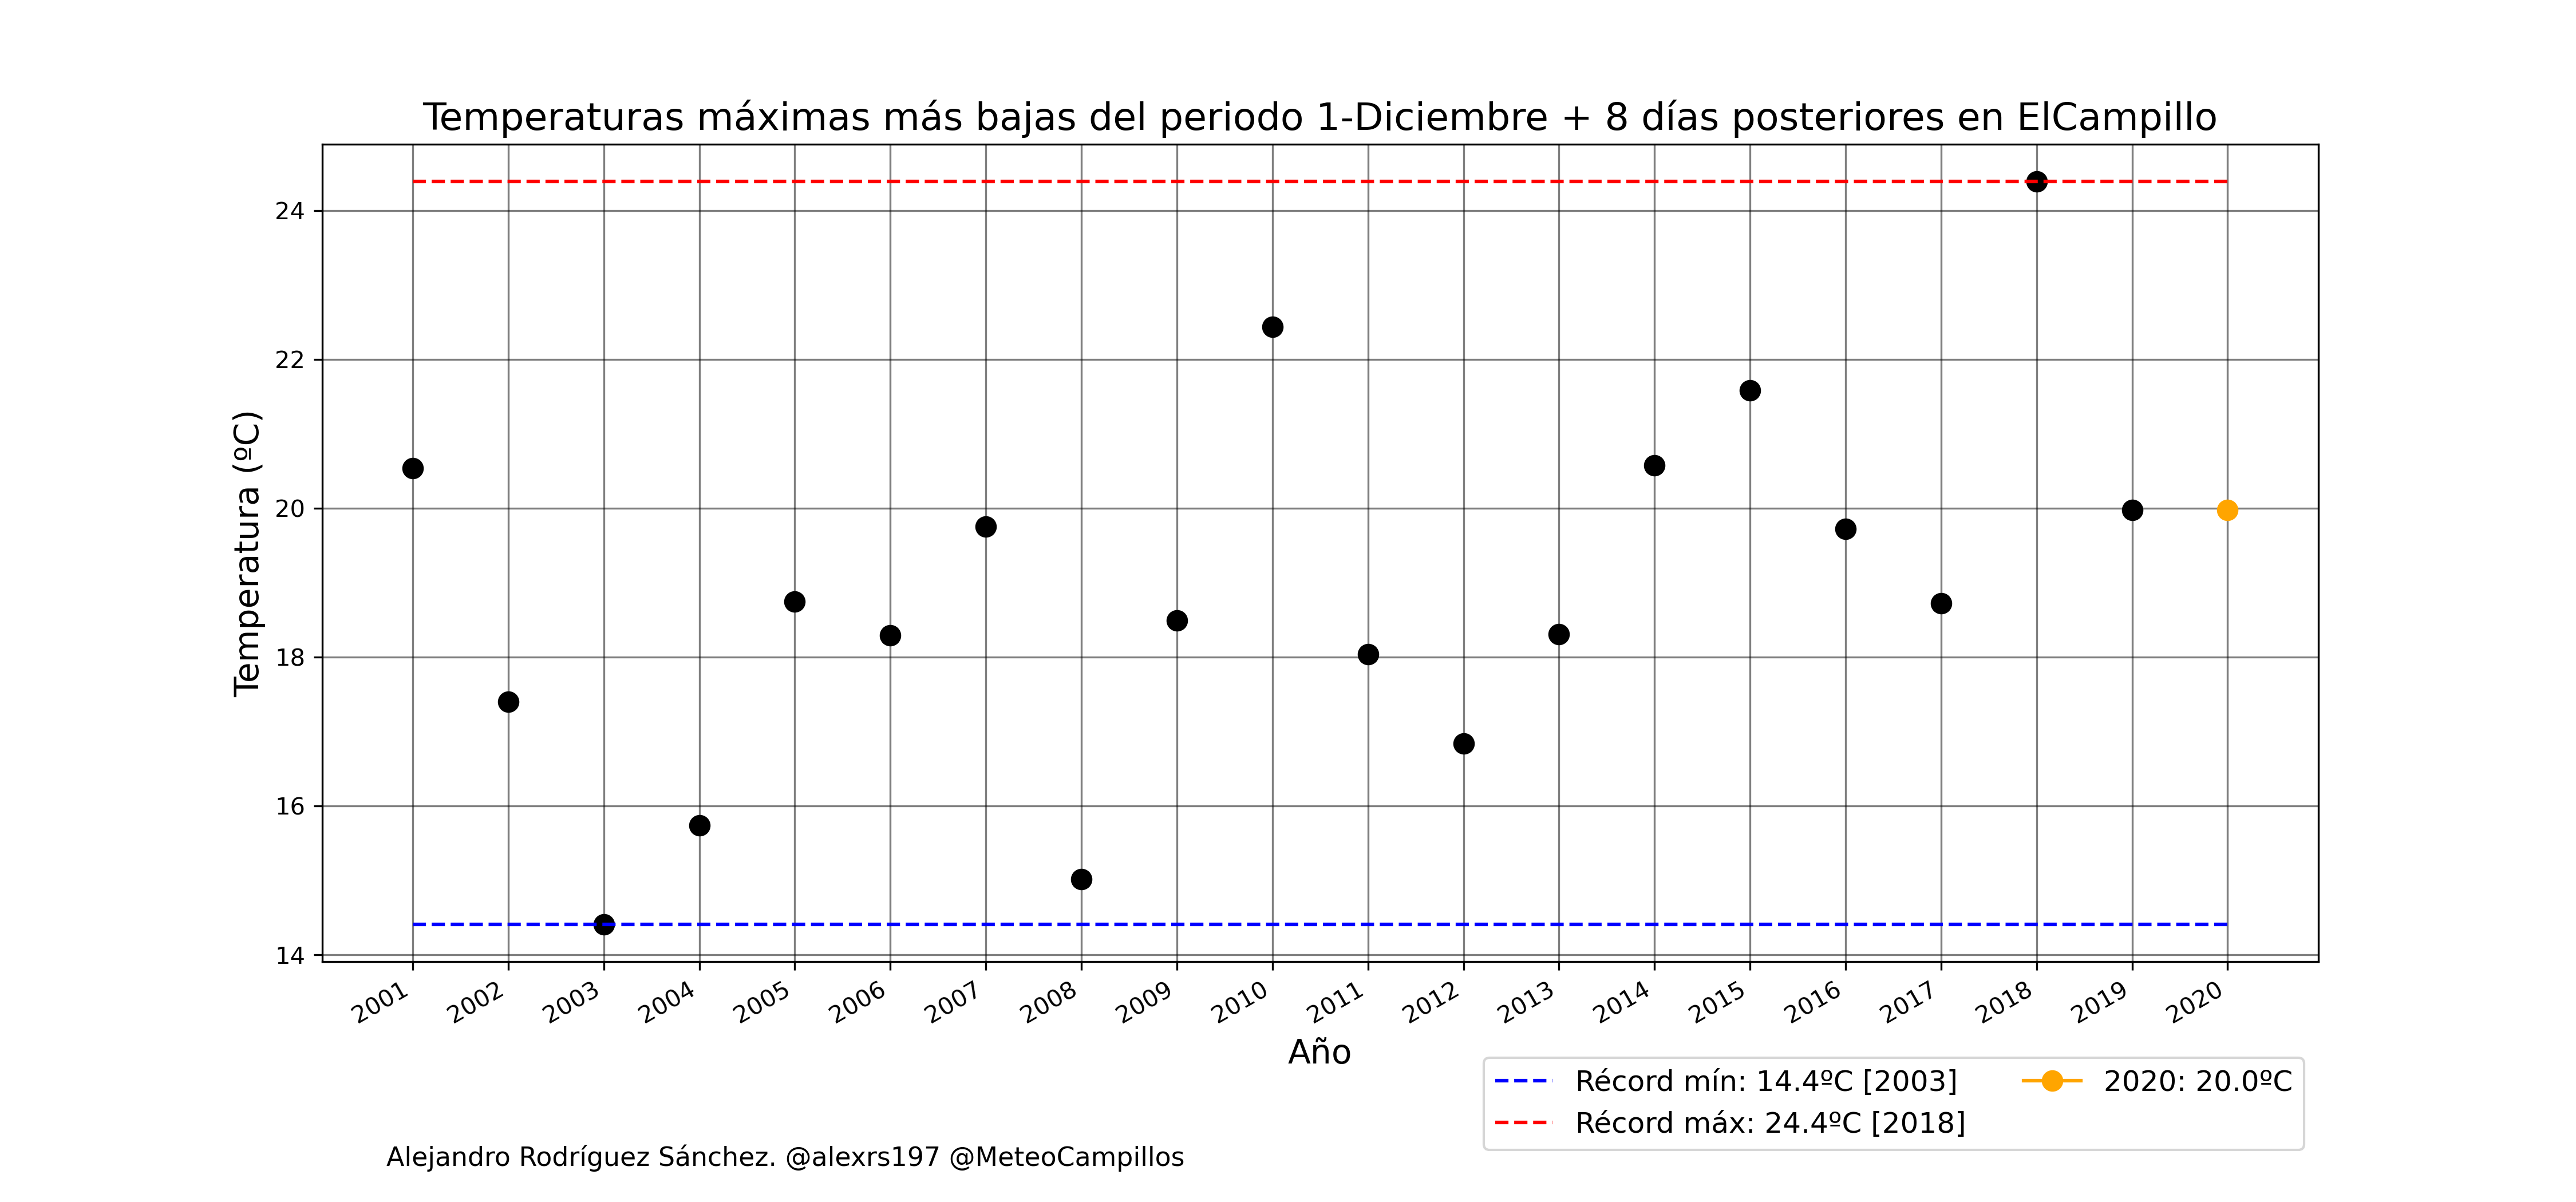 Temperaturas máximas más bajas del periodo 1-Diciembre + 8 días posteriores en ElCampillo
Temperatura (ºC)
24
22
20
18
16
14
2001 2002 2003 2004 2005 2006 2007 2008 2009 2010 2011 2012 2013 2014 2015 2016 2017 2018 2019 2020
Año
Récord mín: 14.4ºC [2003]
Récord máx: 24.4ºC [2018]
2020: 20.0ºC
Alejandro Rodríguez Sánchez. @alexrs197 @MeteoCampillos